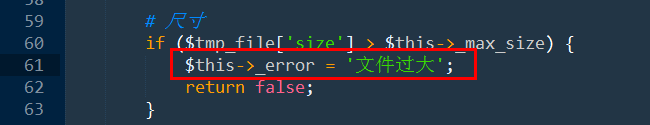 59 # 尺寸
60 if ($tmp_file['size'] > $this->_max_size) {
61 $this->_error = '文件过大';
62 return false;
63 }